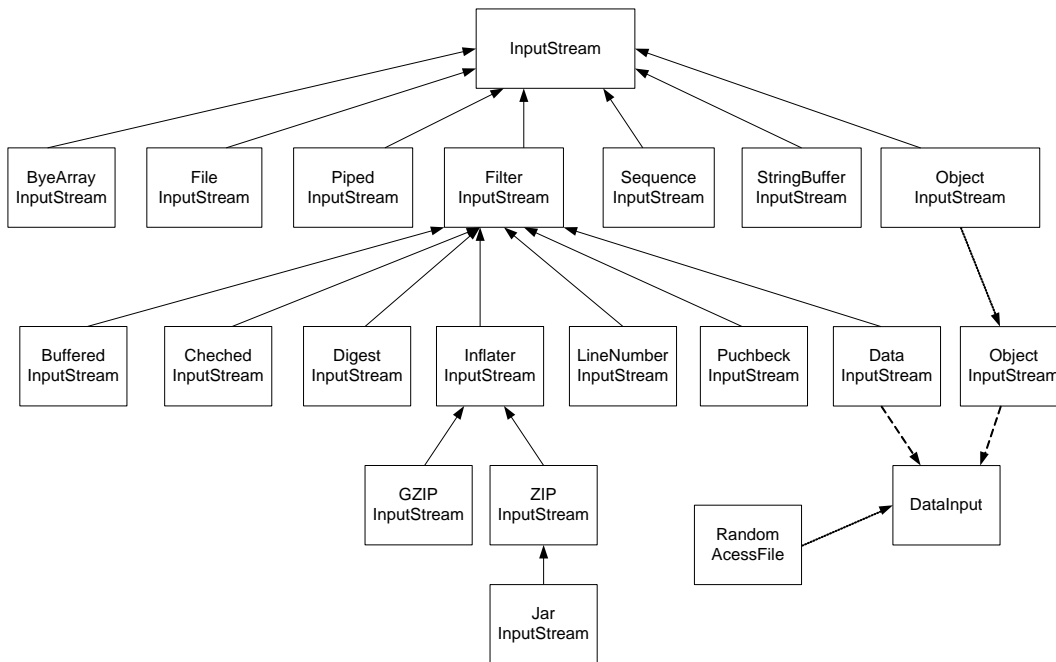 InputStream
ByeArray
InputStream
File
InputStream
Piped
InputStream
Filter
InputStream
Sequence
InputStream
StringBuffer
InputStream
Object
InputStream
Buffered
InputStream
Cheched
InputStream
Digest
InputStream
Inflater
InputStream
LineNumber
InputStream
Puchbeck
InputStream
Data
InputStream
Object
InputStream
GZIP
InputStream
ZIP
InputStream
DataInput
Random
AcessFile
Jar
InputStream